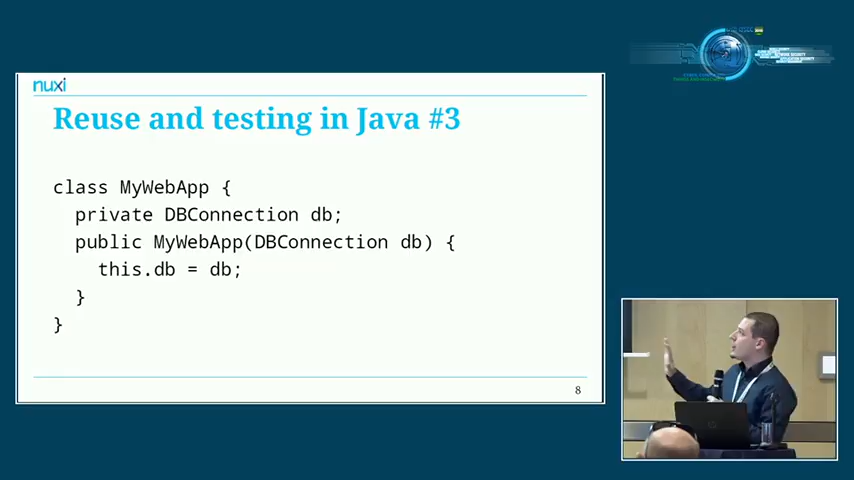 nuxi
Reuse and testing in Java #3
class MyWebApp {
private DBConnection db;
public MyWebApp(DBConnection db) {
this.db = db;
}
}
8